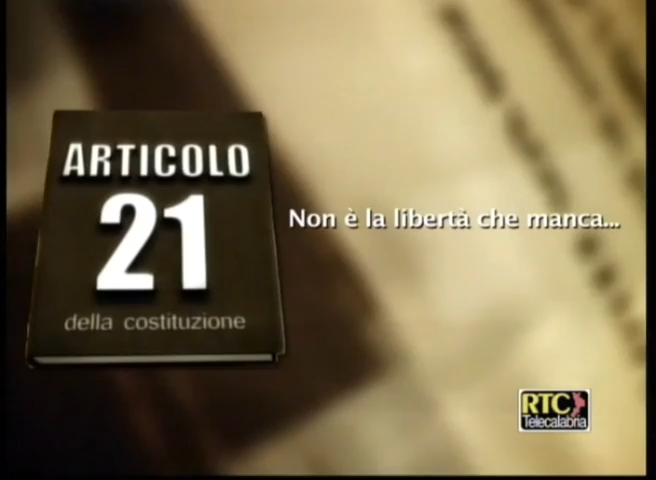 ARTICOLO
21
della costituzione
Non è la libertà che manca...
RTC
Telecalabria